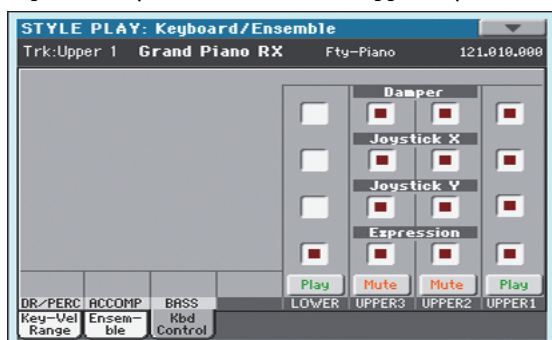 STYLE PLAY: Keyboard/Ensemble
Trk:Upper 1 Grand Piano RX Fty-Piano 121.010.000
Damper
Joystick X
Joystick Y
Expression
Play Mute Mute Play
DR/PERC ACCOMP BASS LOWER UPPER3 UPPER2 UPPER1
Key-Vel Range Ensem-ble Kbd Control